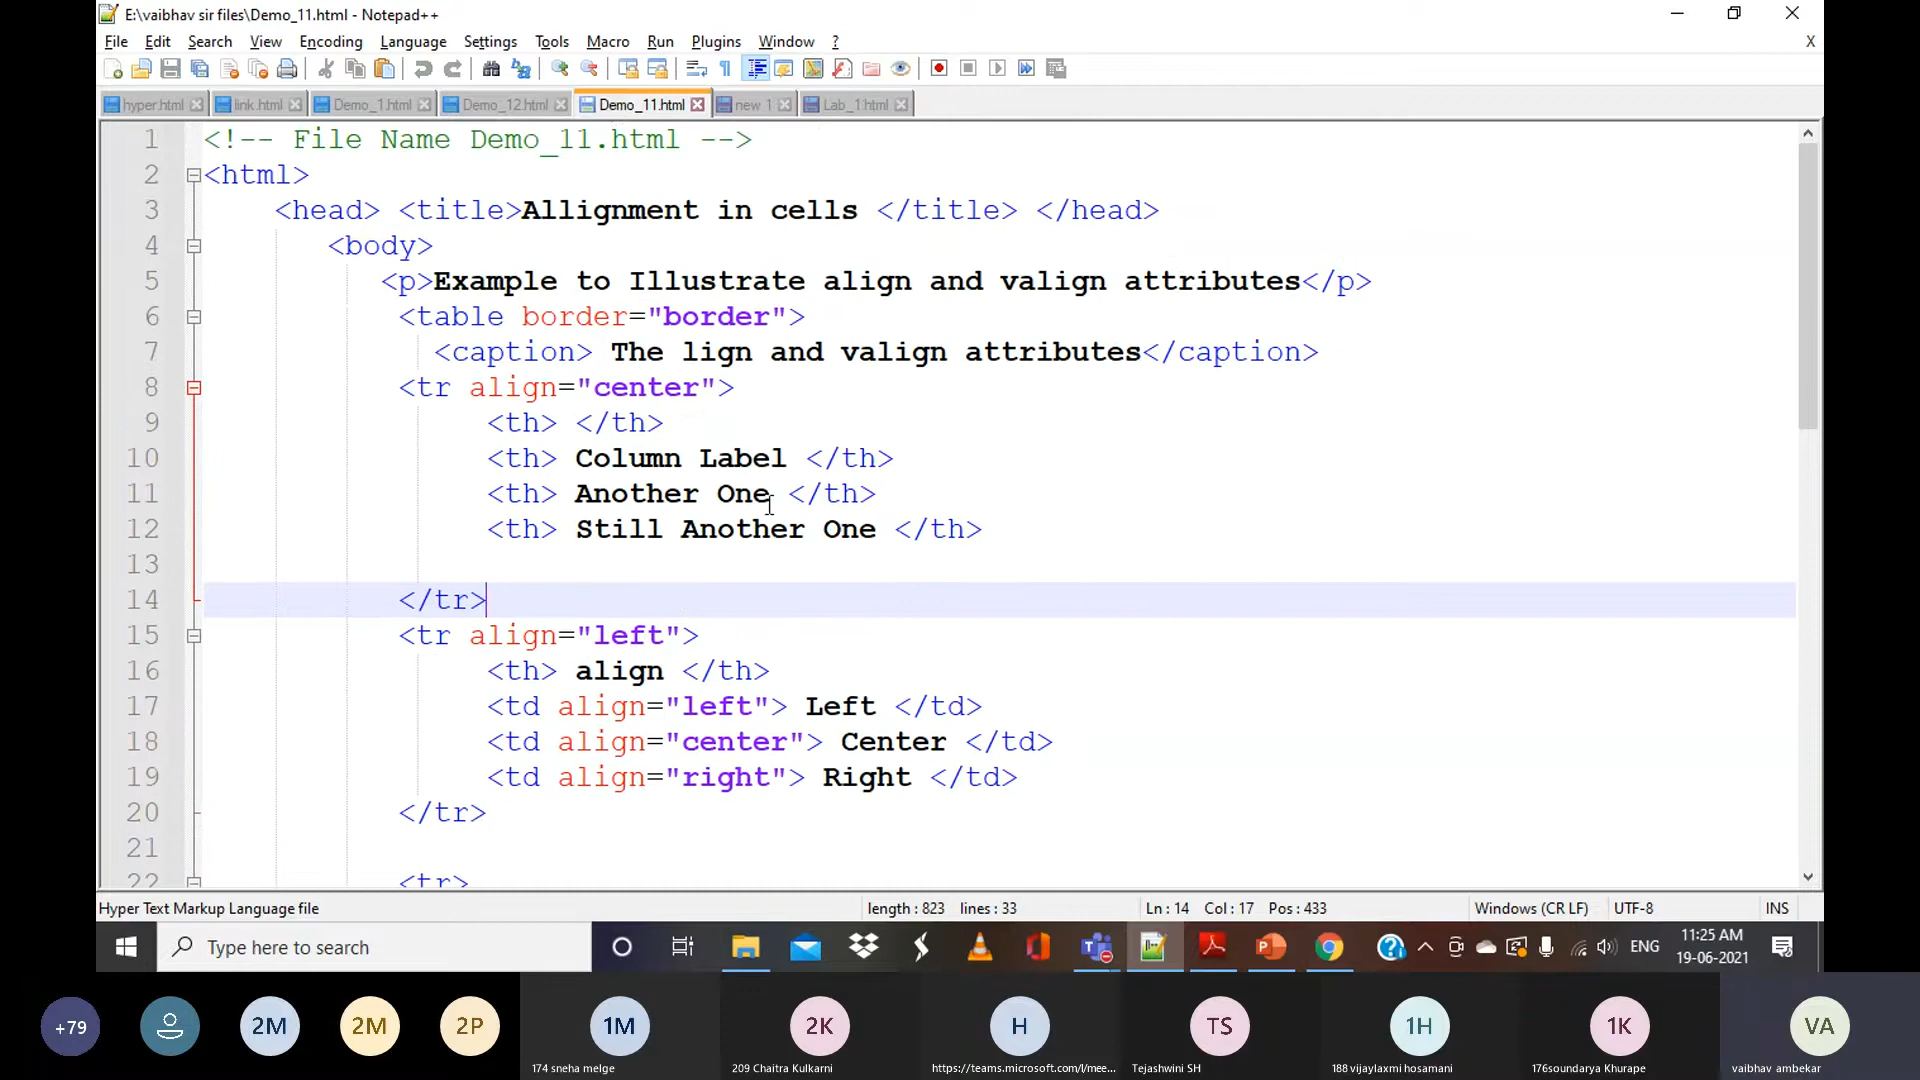 E:\vaibhav sir files\Demo_11.html - Notepad++
File Edit Search View Encoding Language Settings Tools Macro Run Plugins Window ? X
hyper.html link.html Demo_1.html Demo_12.html Demo_11.html new 1 Lab_1.html
1 <!-- File Name Demo_11.html -->
2 <html>
3 <head> <title>Allignment in cells </title> </head>
4 <body>
5 <p>Example to Illustrate align and valign attributes</p>
6 <table border="border">
7 <caption> The lign and valign attributes</caption>
8 <tr align="center">
9 <th> </th>
10 <th> Column Label </th>
11 <th> Another One </th>
12 <th> Still Another One </th>
13
14 </tr>
15 <tr align="left">
16 <th> align </th>
17 <td align="left"> Left </td>
18 <td align="center"> Center </td>
19 <td align="right"> Right </td>
20 </tr>
21
22 <tr>
Hyper Text Markup Language file length : 823 lines : 33 Ln : 14 Col : 17 Pos : 433 Windows (CR LF) UTF-8 INS
Type here to search ENG 11:25 AM
19-06-2021
+79 2M 2M 2P 1M 2K H TS 1H 1K VA
174 sneha melge 209 Chaitra Kulkarni https://teams.microsoft.com/l/mee... Tejashwini SH 188 vijaylaxmi hosamani 176soundarya Khurape vaibhav ambekar